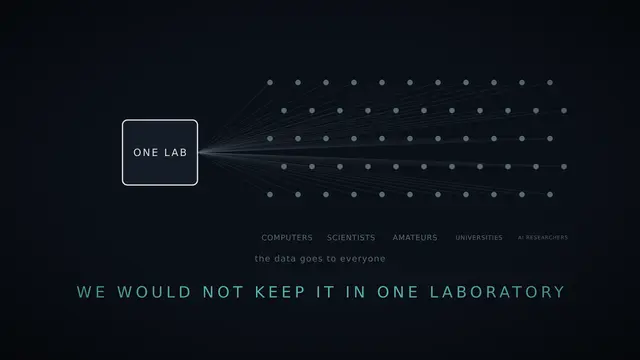 ONE LAB
COMPUTERS SCIENTISTS AMATEURS UNIVERSITIES AI RESEARCHERS
the data goes to everyone
WE WOULD NOT KEEP IT IN ONE LABORATORY